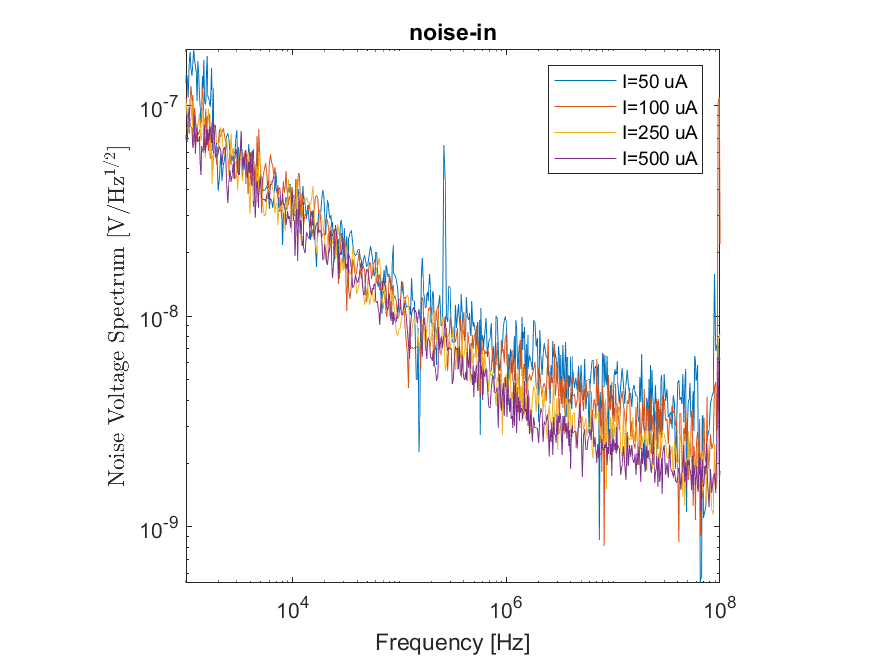 noise-in
I=50 uA
I=100 uA
I=250 uA
I=500 uA
Noise Voltage Spectrum [V/Hz^{1/2}]
10^{-7}
10^{-8}
10^{-9}
10^{4}
10^{6}
10^{8}
Frequency [Hz]